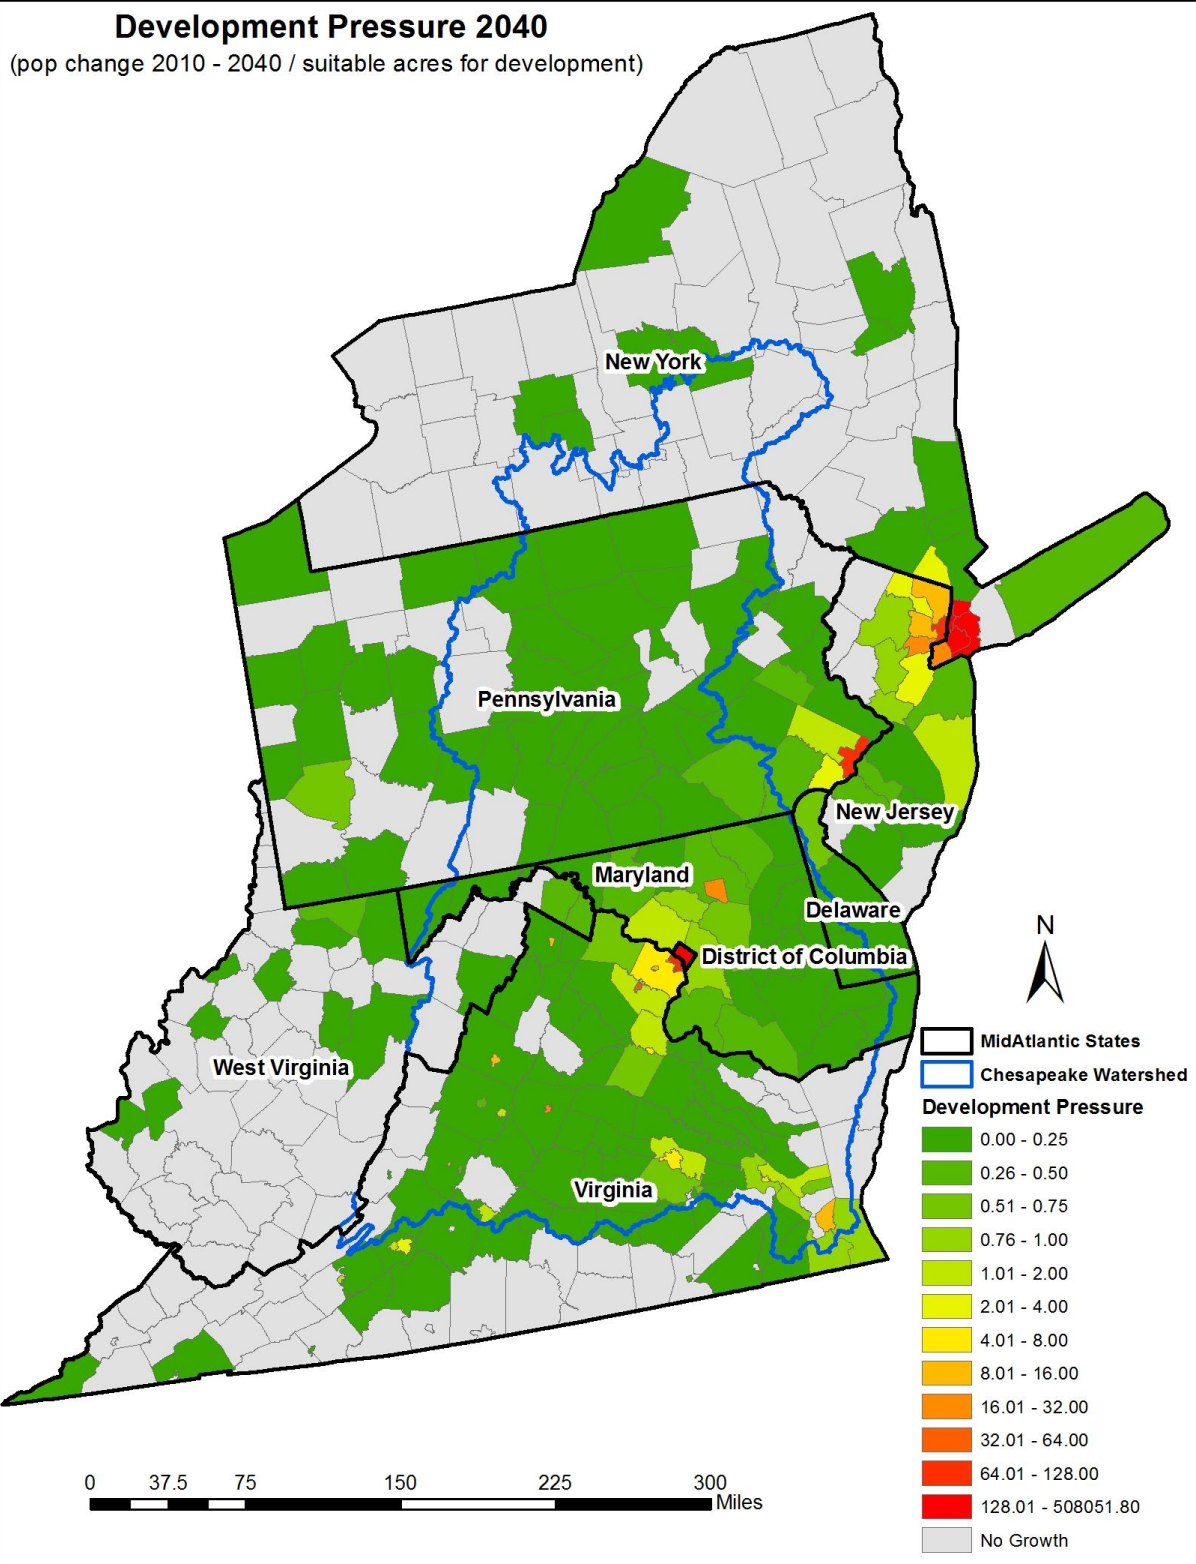 Development Pressure 2040
(pop change 2010 - 2040 / suitable acres for development)
New York
Pennsylvania
New Jersey
Maryland
Delaware
District of Columbia
West Virginia
Virginia
N
MidAtlantic States
Chesapeake Watershed
Development Pressure
0.00 - 0.25
0.26 - 0.50
0.51 - 0.75
0.76 - 1.00
1.01 - 2.00
2.01 - 4.00
4.01 - 8.00
8.01 - 16.00
16.01 - 32.00
32.01 - 64.00
64.01 - 128.00
128.01 - 508051.80
No Growth
0 37.5 75 150 225 300
Miles